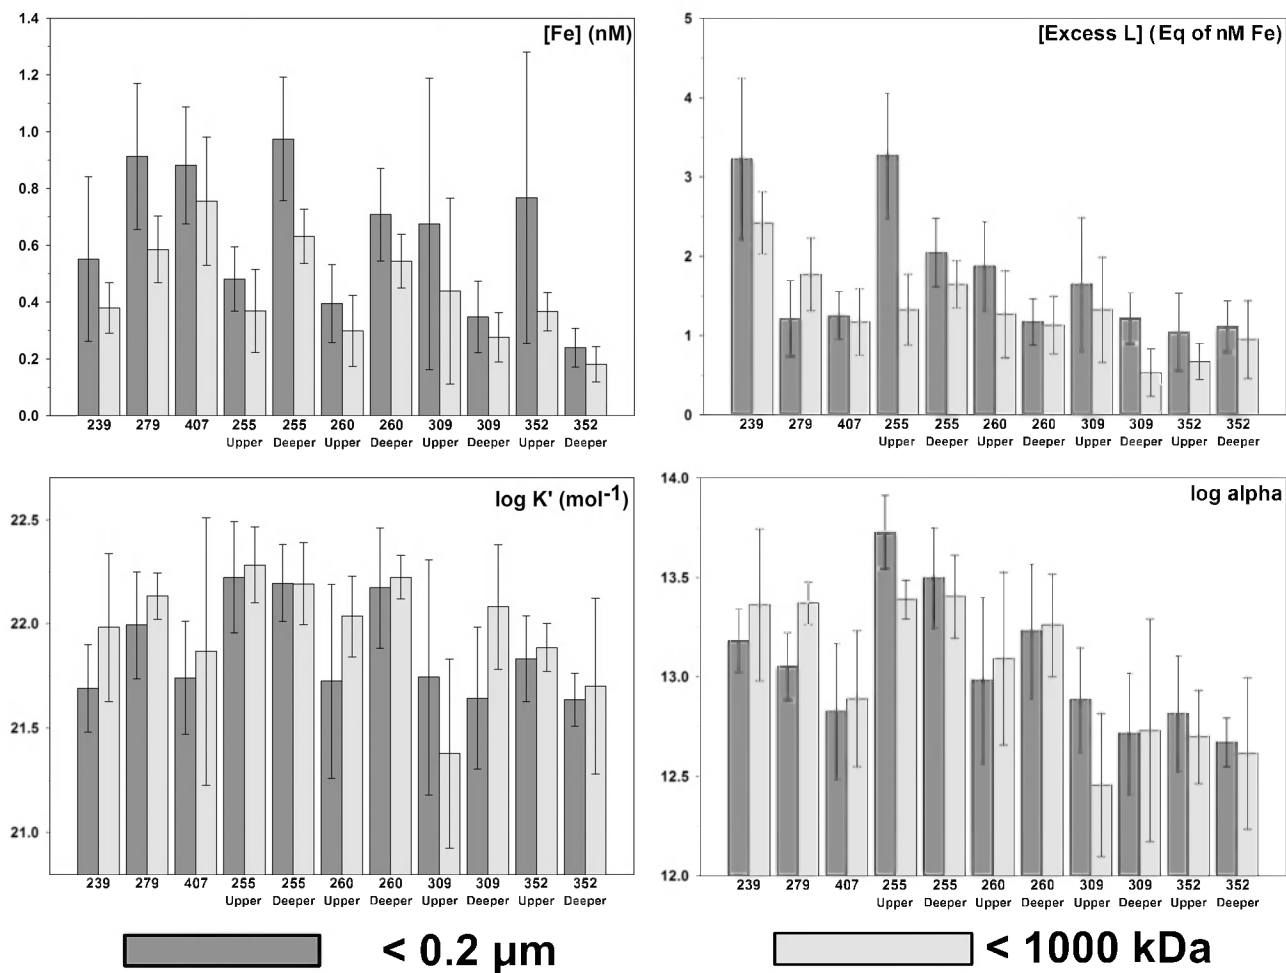 [Fe] (nM)
1.4
1.2
1.0
0.8
0.6
0.4
0.2
0.0
239 279 407 255 255 260 260 309 309 352 352
Upper Deeper Upper Deeper Upper Deeper Upper Deeper
[Excess L] (Eq of nM Fe)
5
4
3
2
1
0
239 279 407 255 255 260 260 309 309 352 352
Upper Deeper Upper Deeper Upper Deeper Upper Deeper
log K' (mol-1)
22.5
22.0
21.5
21.0
239 279 407 255 255 260 260 309 309 352 352
Upper Deeper Upper Deeper Upper Deeper Upper Deeper
log alpha
14.0
13.5
13.0
12.5
12.0
239 279 407 255 255 260 260 309 309 352 352
Upper Deeper Upper Deeper Upper Deeper Upper Deeper
< 0.2 µm
< 1000 kDa